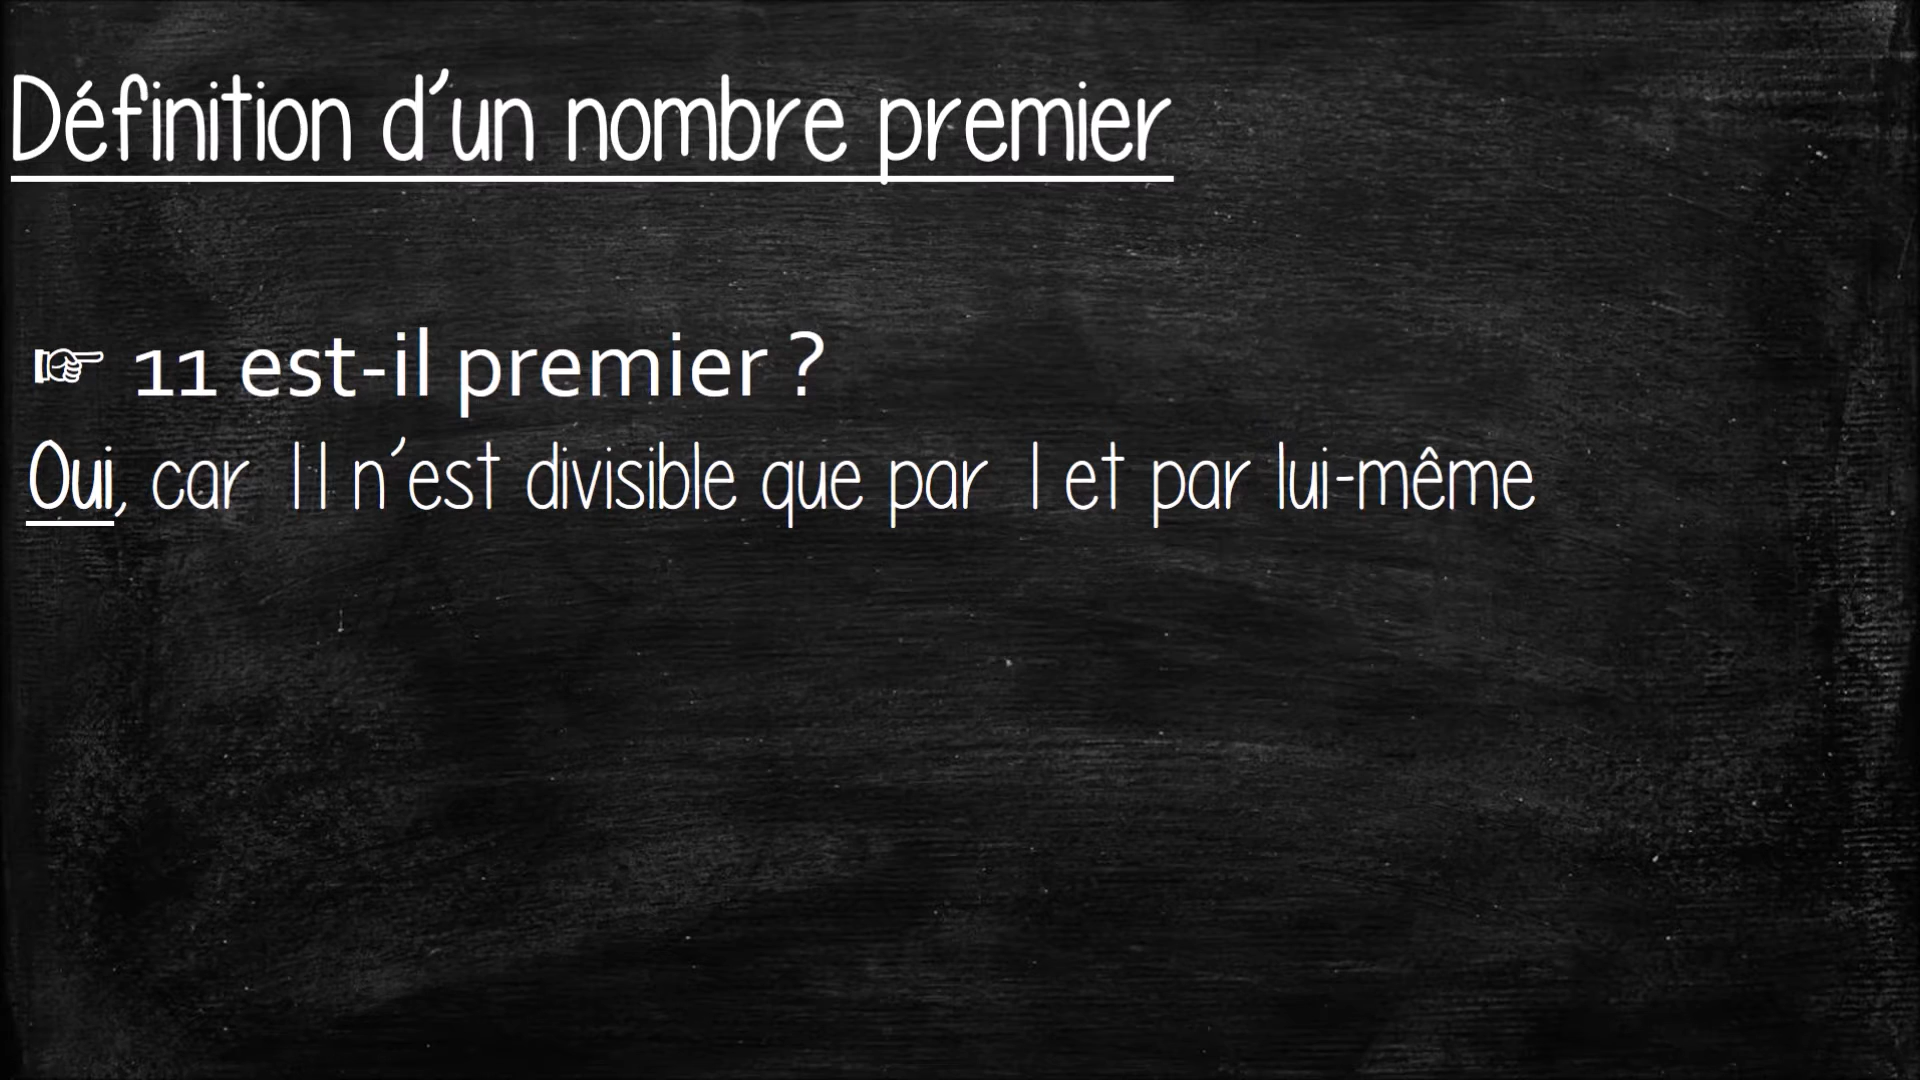 Définition d’un nombre premier
☞ 11 est-il premier ?
Oui, car 11 n’est divisible que par 1 et par lui-même